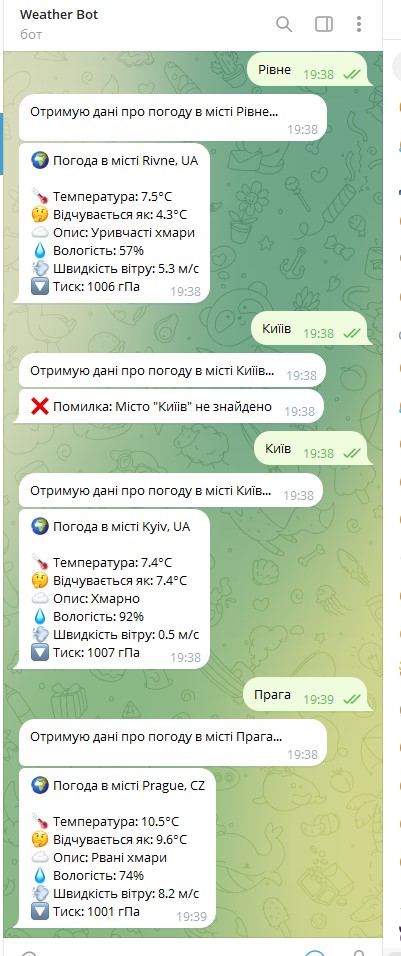 Weather Bot
бот
Рівне 19:38
Отримую дані про погоду в місті Рівне...
19:38
Погода в місті Rivne, UA
Температура: 7.5°C
Відчувається як: 4.3°C
Опис: Уривчасті хмари
Вологість: 57%
Швидкість вітру: 5.3 м/с
Тиск: 1006 гПа
19:38
Києів 19:38
Отримую дані про погоду в місті Києів... 19:38
Помилка: Місто "Києів" не знайдено 19:38
Київ 19:38
Отримую дані про погоду в місті Київ...
19:38
Погода в місті Kyiv, UA
Температура: 7.4°C
Відчувається як: 7.4°C
Опис: Хмарно
Вологість: 92%
Швидкість вітру: 0.5 м/с
Тиск: 1007 гПа
19:38
Прага 19:39
Отримую дані про погоду в місті Прага...
19:38
Погода в місті Prague, CZ
Температура: 10.5°C
Відчувається як: 9.6°C
Опис: Рвані хмари
Вологість: 74%
Швидкість вітру: 8.2 м/с
Тиск: 1001 гПа
19:39